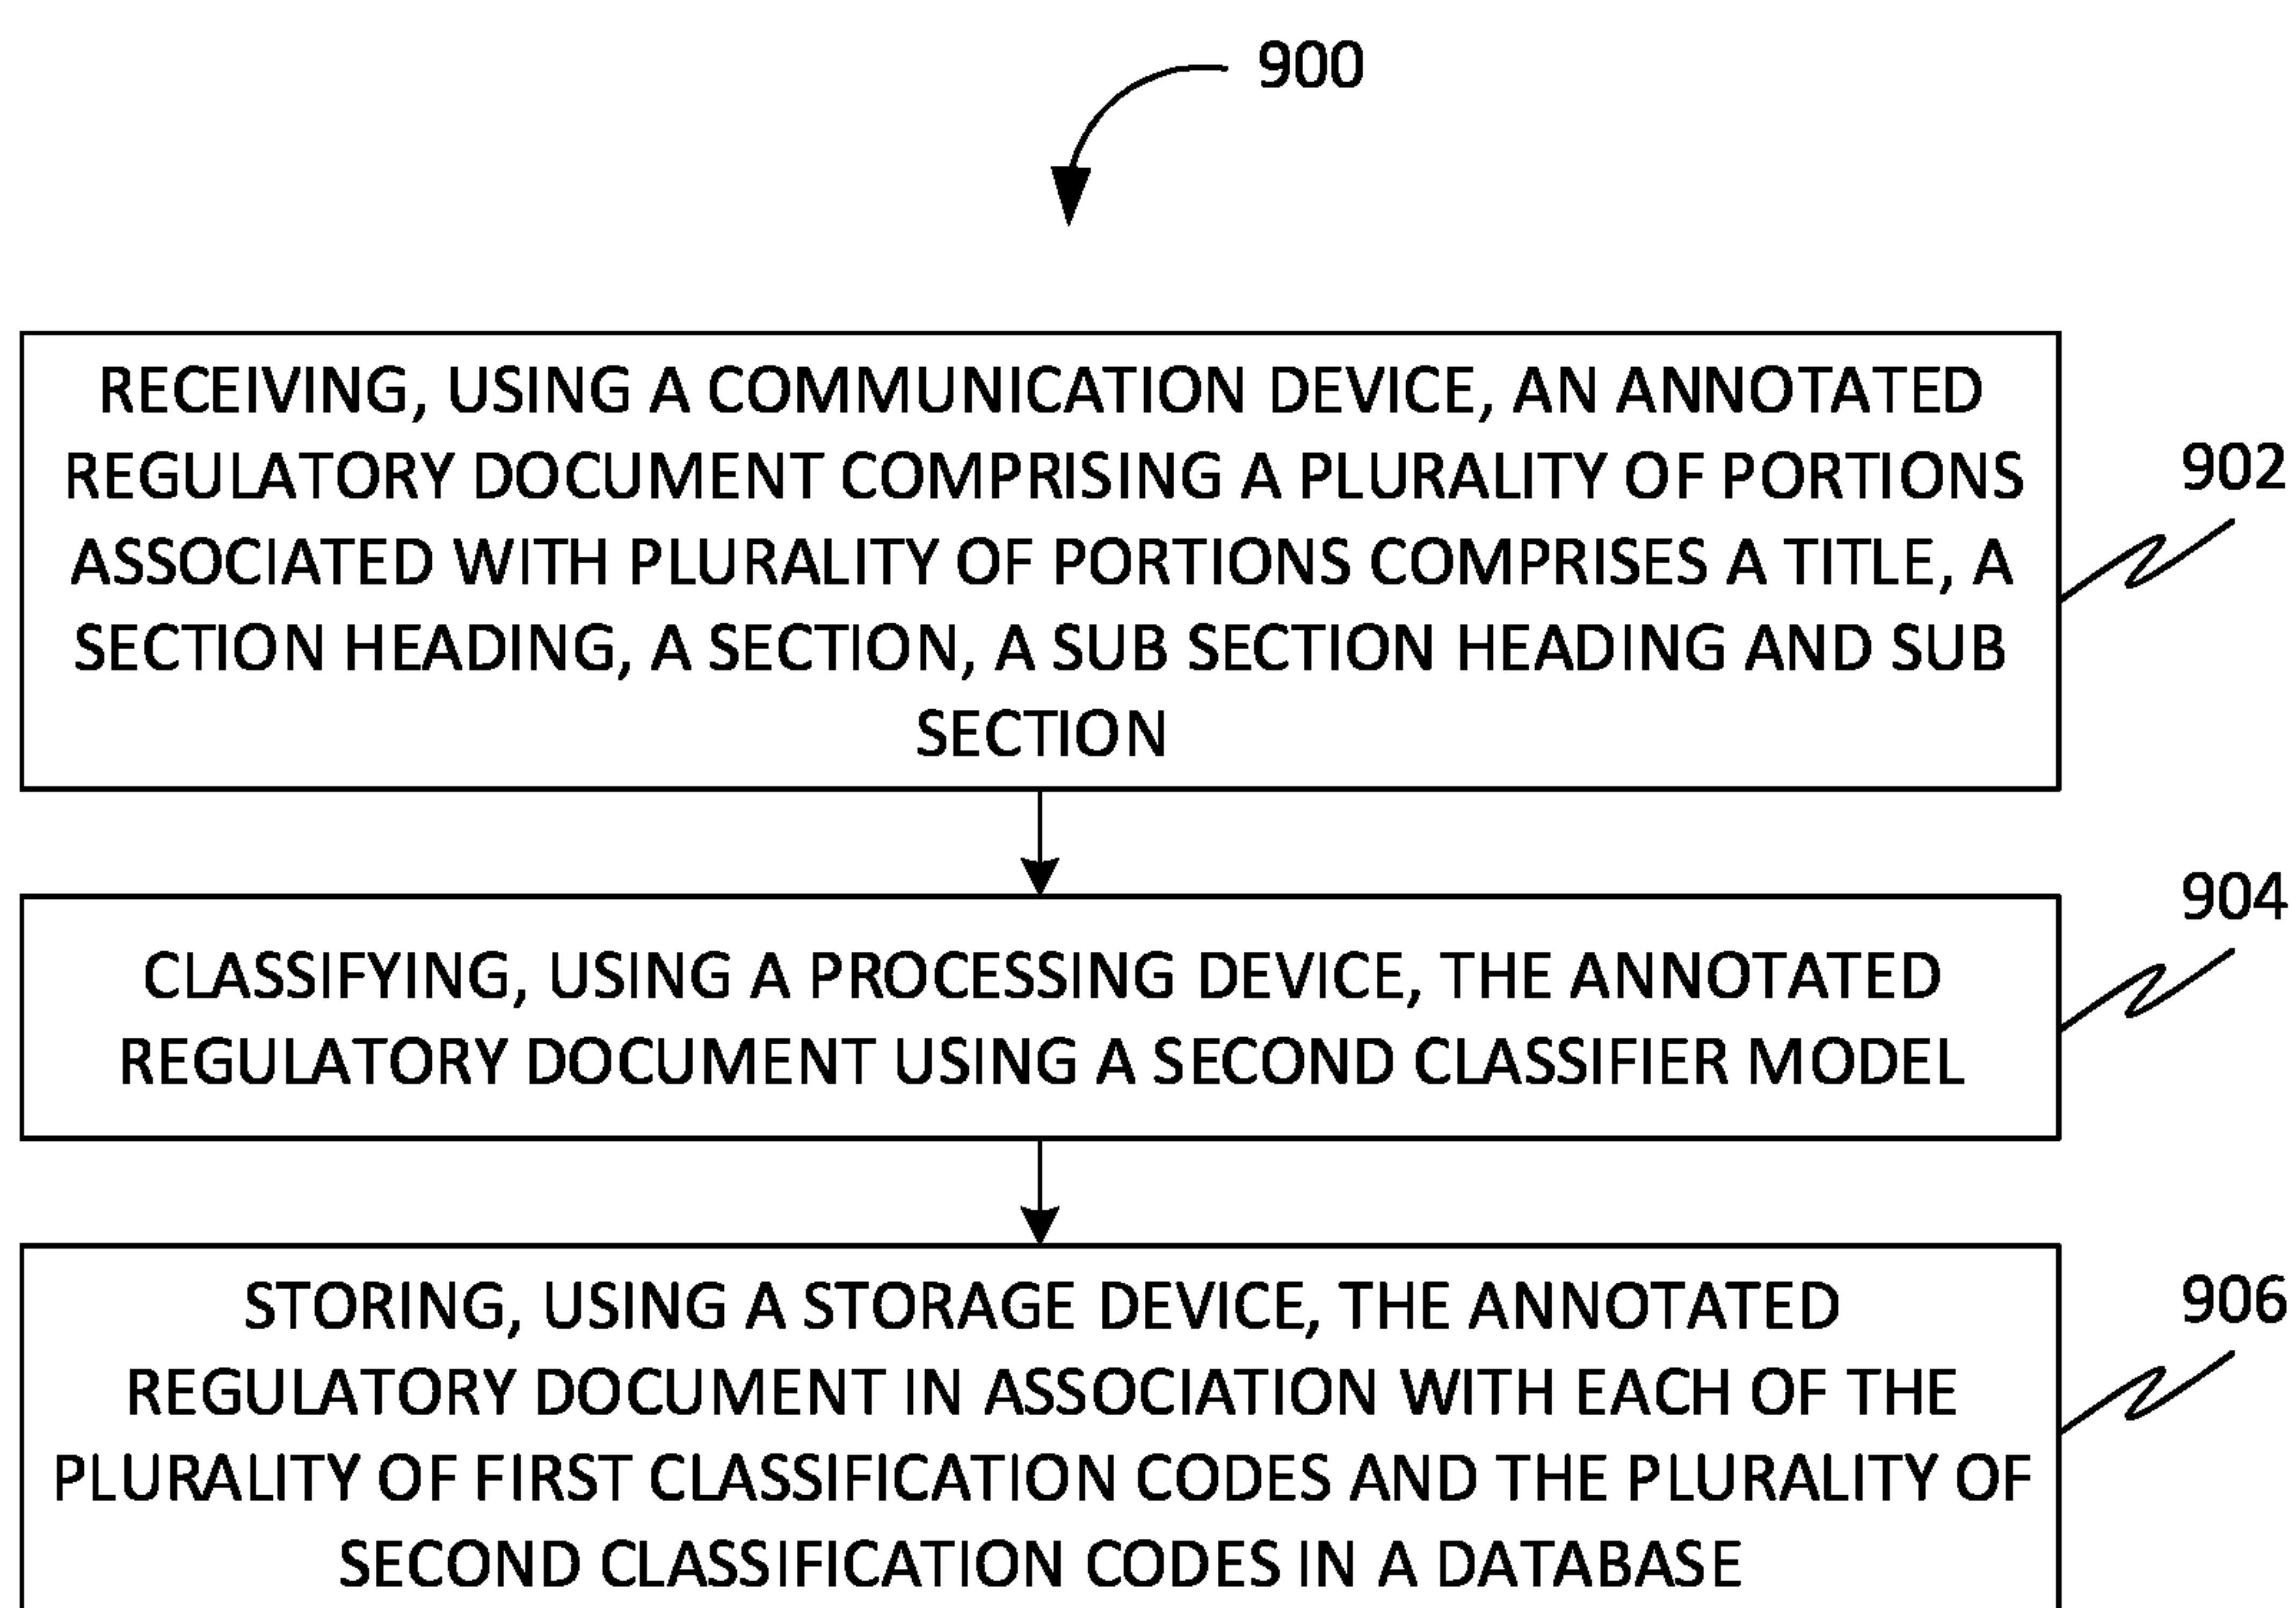 900
RECEIVING, USING A COMMUNICATION DEVICE, AN ANNOTATED
REGULATORY DOCUMENT COMPRISING A PLURALITY OF PORTIONS
ASSOCIATED WITH PLURALITY OF PORTIONS COMPRISES A TITLE, A
SECTION HEADING, A SECTION, A SUB SECTION HEADING AND SUB
SECTION
902
CLASSIFYING, USING A PROCESSING DEVICE, THE ANNOTATED
REGULATORY DOCUMENT USING A SECOND CLASSIFIER MODEL
904
STORING, USING A STORAGE DEVICE, THE ANNOTATED
REGULATORY DOCUMENT IN ASSOCIATION WITH EACH OF THE
PLURALITY OF FIRST CLASSIFICATION CODES AND THE PLURALITY OF
SECOND CLASSIFICATION CODES IN A DATABASE
906